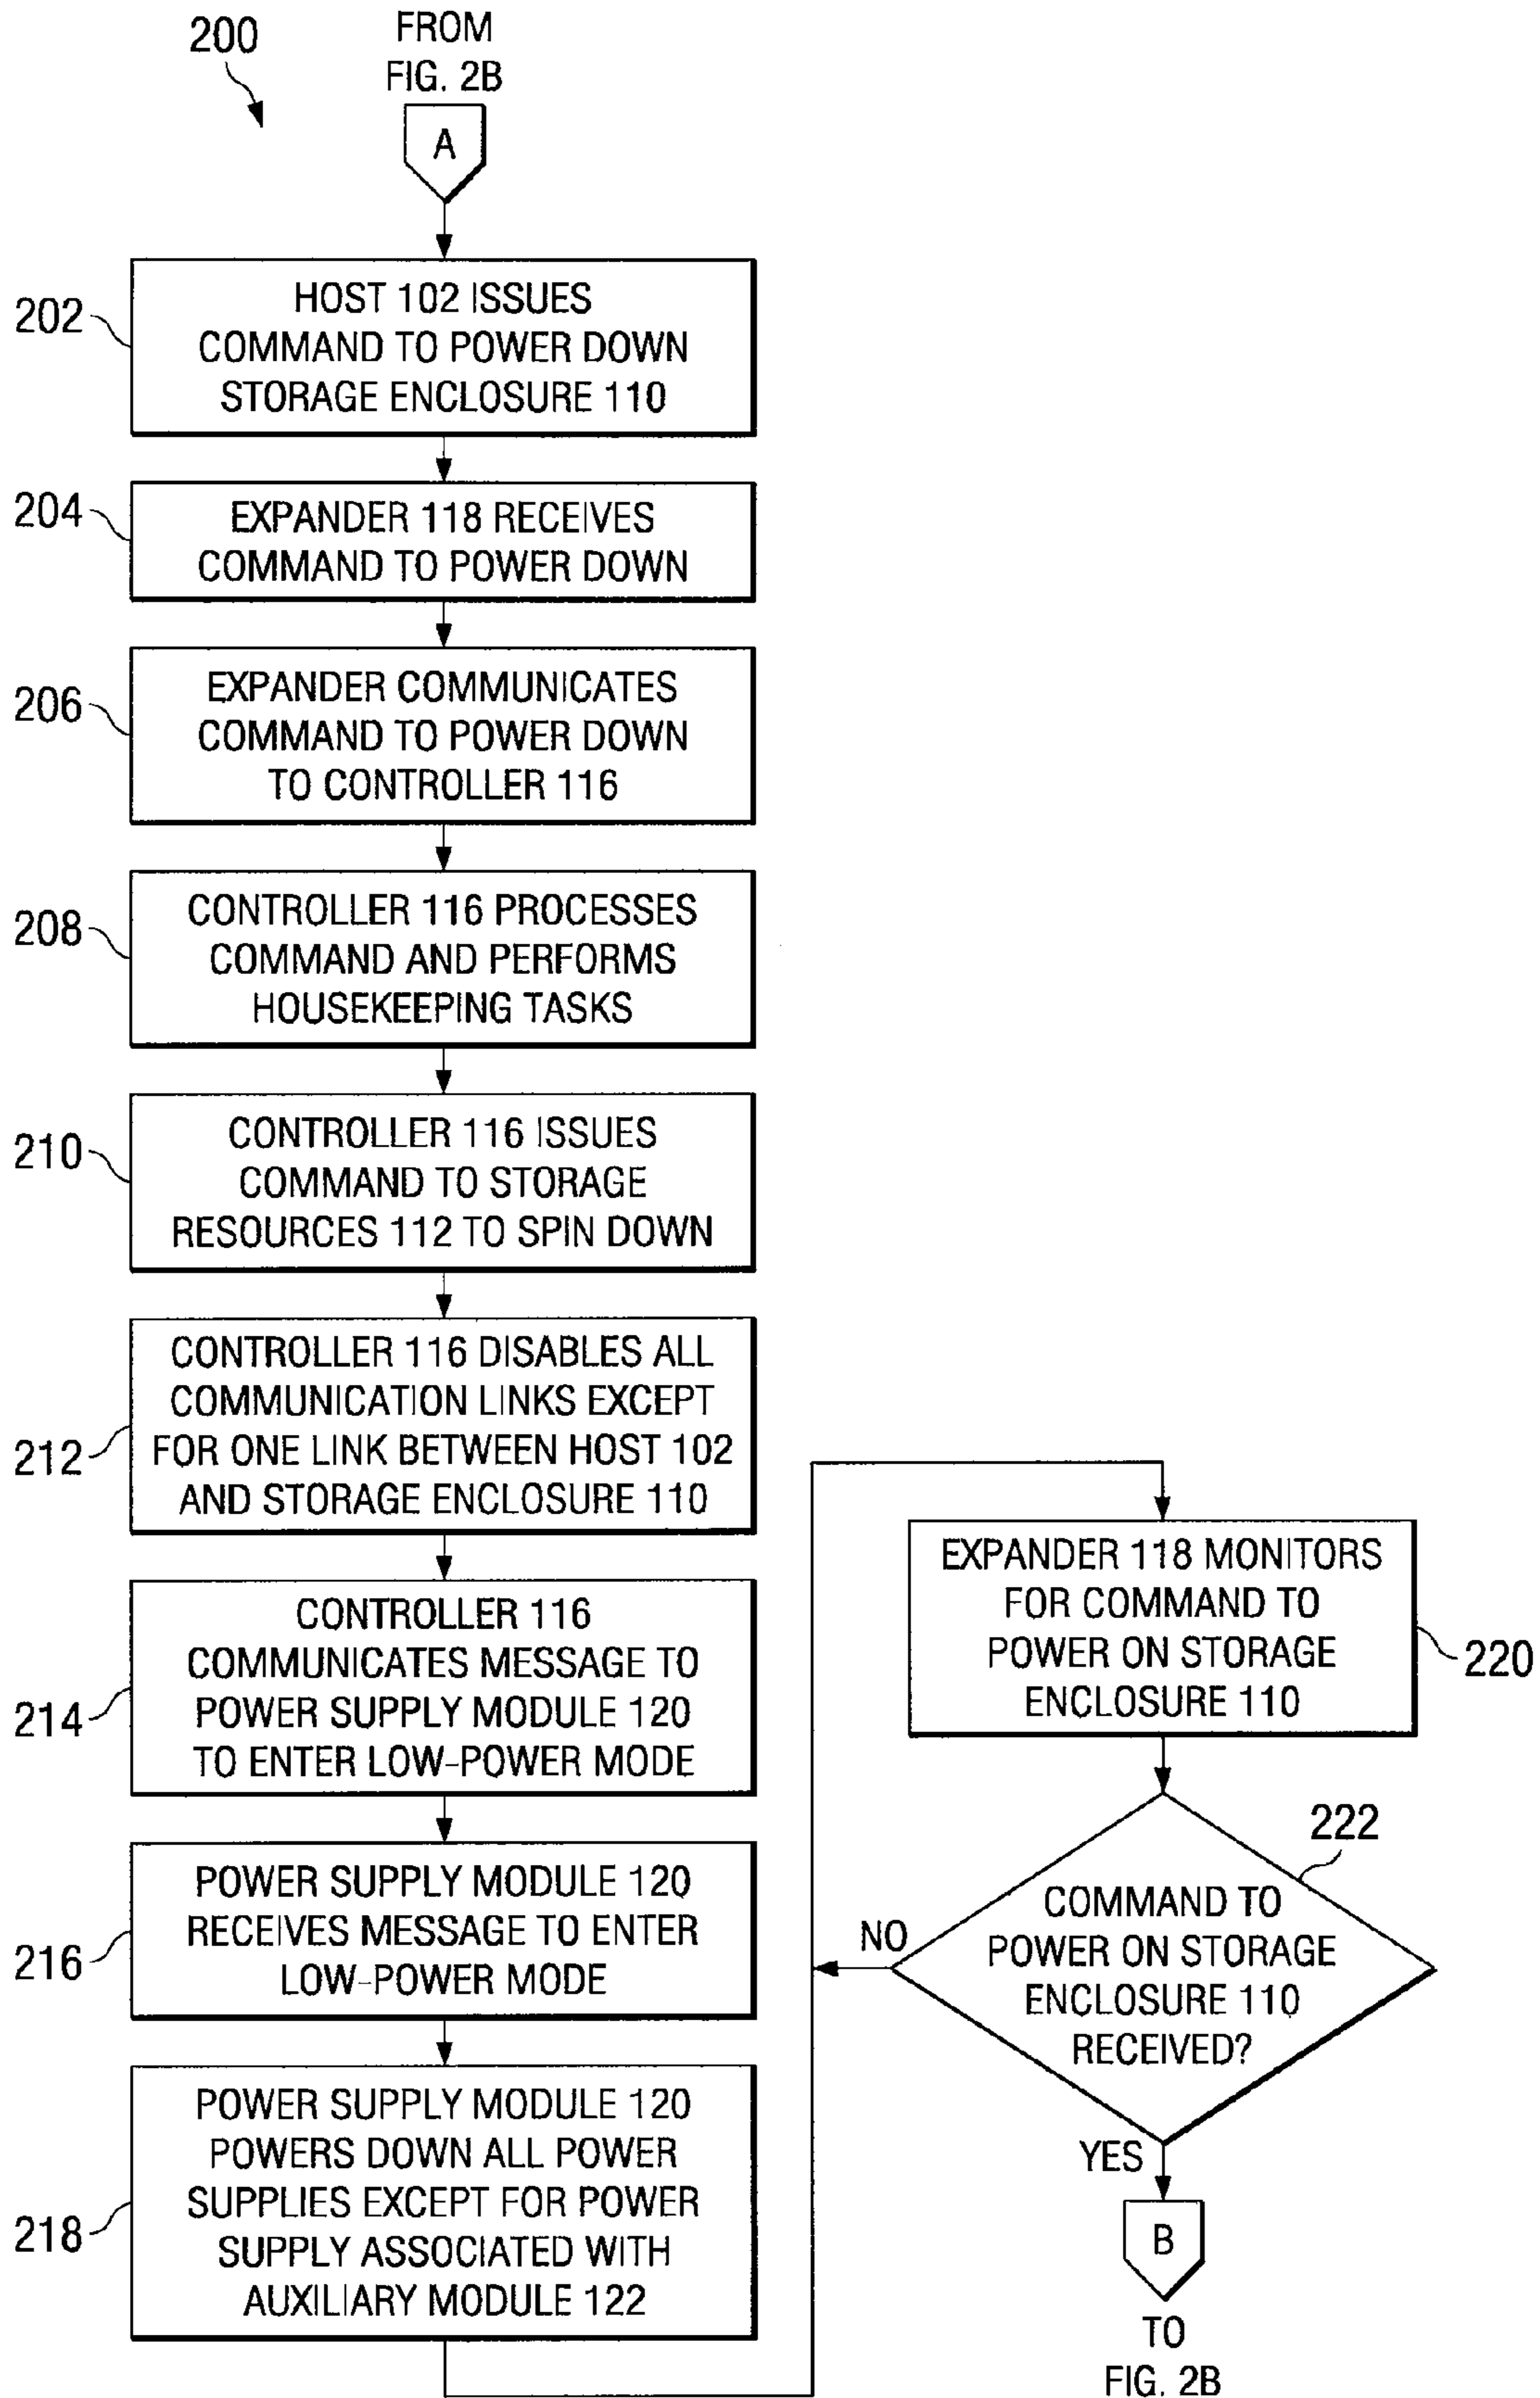 200
FROM
FIG. 2B
A
202
HOST 102 ISSUES
COMMAND TO POWER DOWN
STORAGE ENCLOSURE 110
204
EXPANDER 118 RECEIVES
COMMAND TO POWER DOWN
206
EXPANDER COMMUNICATES
COMMAND TO POWER DOWN
TO CONTROLLER 116
208
CONTROLLER 116 PROCESSES
COMMAND AND PERFORMS
HOUSEKEEPING TASKS
210
CONTROLLER 116 ISSUES
COMMAND TO STORAGE
RESOURCES 112 TO SPIN DOWN
212
CONTROLLER 116 DISABLES ALL
COMMUNICATION LINKS EXCEPT
FOR ONE LINK BETWEEN HOST 102
AND STORAGE ENCLOSURE 110
214
CONTROLLER 116
COMMUNICATES MESSAGE TO
POWER SUPPLY MODULE 120
TO ENTER LOW-POWER MODE
216
POWER SUPPLY MODULE 120
RECEIVES MESSAGE TO ENTER
LOW-POWER MODE
218
POWER SUPPLY MODULE 120
POWERS DOWN ALL POWER
SUPPLIES EXCEPT FOR POWER
SUPPLY ASSOCIATED WITH
AUXILIARY MODULE 122
EXPANDER 118 MONITORS
FOR COMMAND TO
POWER ON STORAGE
ENCLOSURE 110
220
222
COMMAND TO
POWER ON STORAGE
ENCLOSURE 110
RECEIVED?
NO
YES
B
TO
FIG. 2B